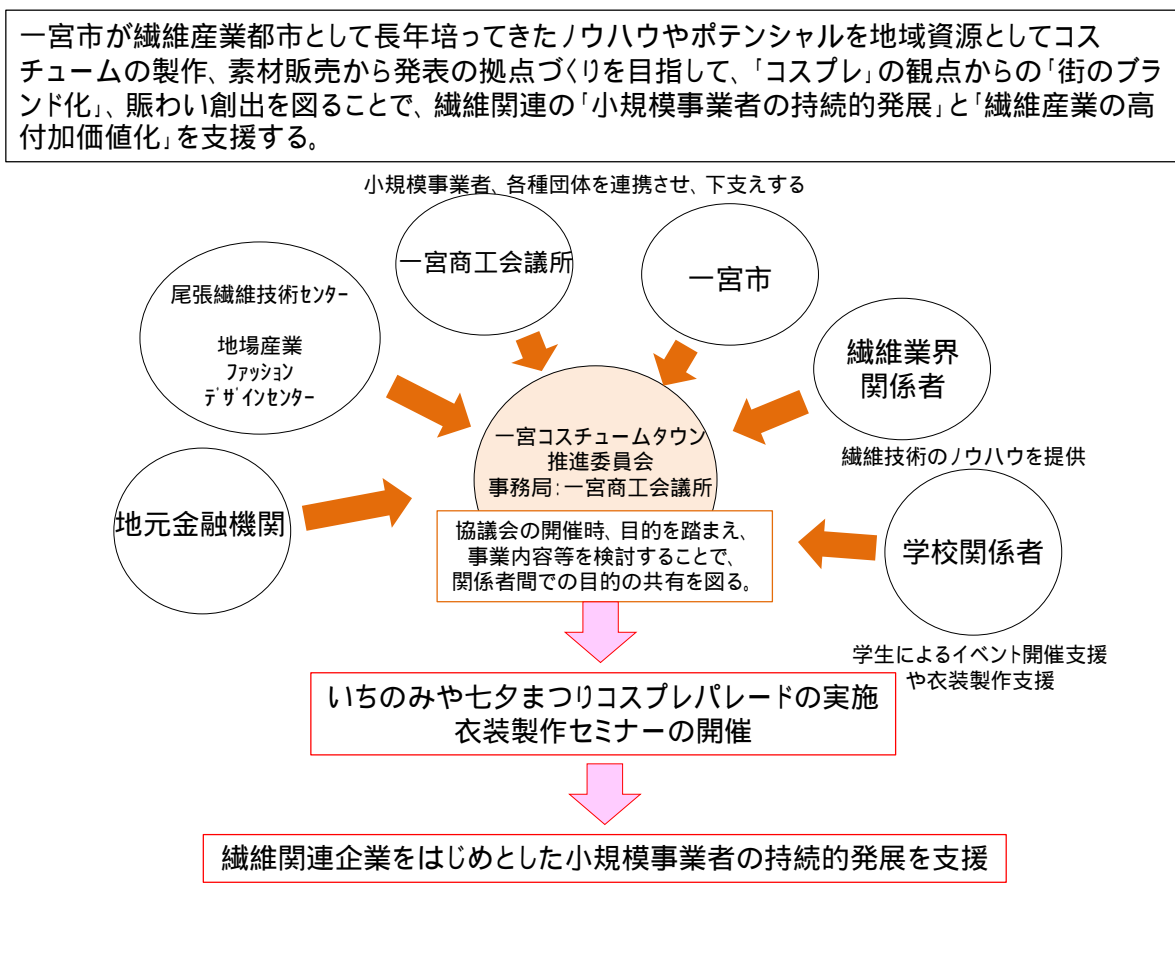 一宮市が繊維産業都市として長年培ってきたノウハウやポテンシャルを地域資源としてコス
チュームの製作、素材販売から発表の拠点づくりを目指して、「コスプレ」の観点からの「街のブラ
ンド化」、賑わい創出を図ることで、繊維関連の「小規模事業者の持続的発展」と「繊維産業の高
付加価値化」を支援する。
小規模事業者、各種団体を連携させ、下支えする
一宮商工会議所
一宮市
尾張繊維技術ｾﾝﾀｰ
地場産業
ﾌｧｯｼｮﾝ
ﾃﾞｻﾞｲﾝｾﾝﾀｰ
繊維業界
関係者
繊維技術のノウハウを提供
一宮コスチュームタウン
推進委員会
事務局：一宮商工会議所
地元金融機関
協議会の開催時、目的を踏まえ、
事業内容等を検討することで、
関係者間での目的の共有を図る。
学校関係者
学生によるイベント開催支援
や衣装製作支援
いちのみや七夕まつりコスプレパレードの実施
衣装製作セミナーの開催
繊維関連企業をはじめとした小規模事業者の持続的発展を支援